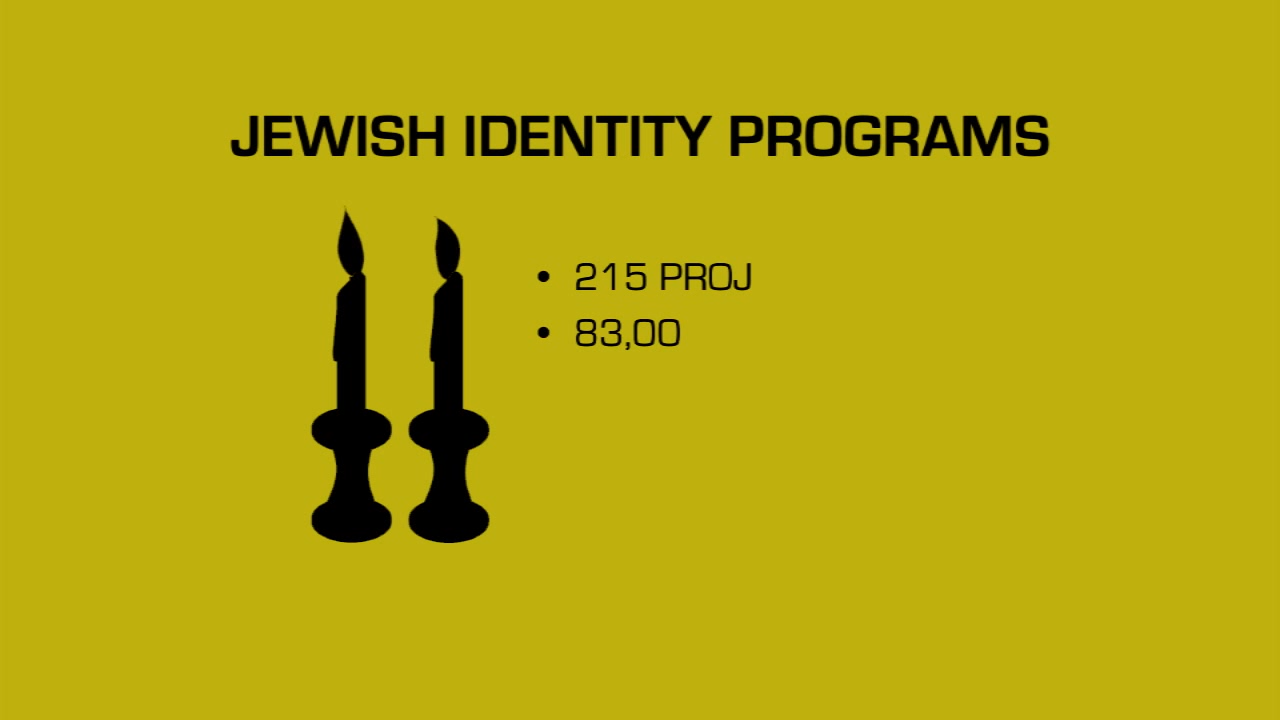 JEWISH IDENTITY PROGRAMS
• 215 PROJ
• 83,00